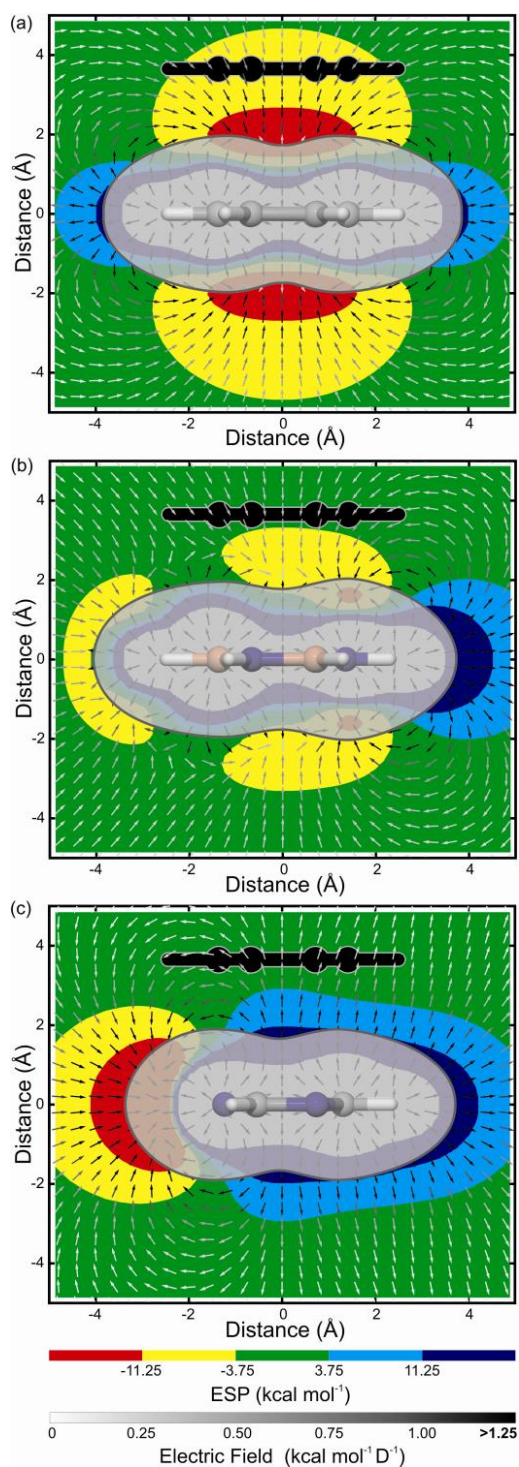 (a)
Distance (Å)
4
2
0
-2
-4
-4 -2 0 2 4
Distance (Å)
(b)
Distance (Å)
4
2
0
-2
-4
-4 -2 0 2 4
Distance (Å)
(c)
Distance (Å)
4
2
0
-2
-4
-4 -2 0 2 4
Distance (Å)
-11.25 -3.75 3.75 11.25
ESP (kcal mol⁻¹)
0 0.25 0.50 0.75 1.00 >1.25
Electric Field (kcal mol⁻¹ D⁻¹)